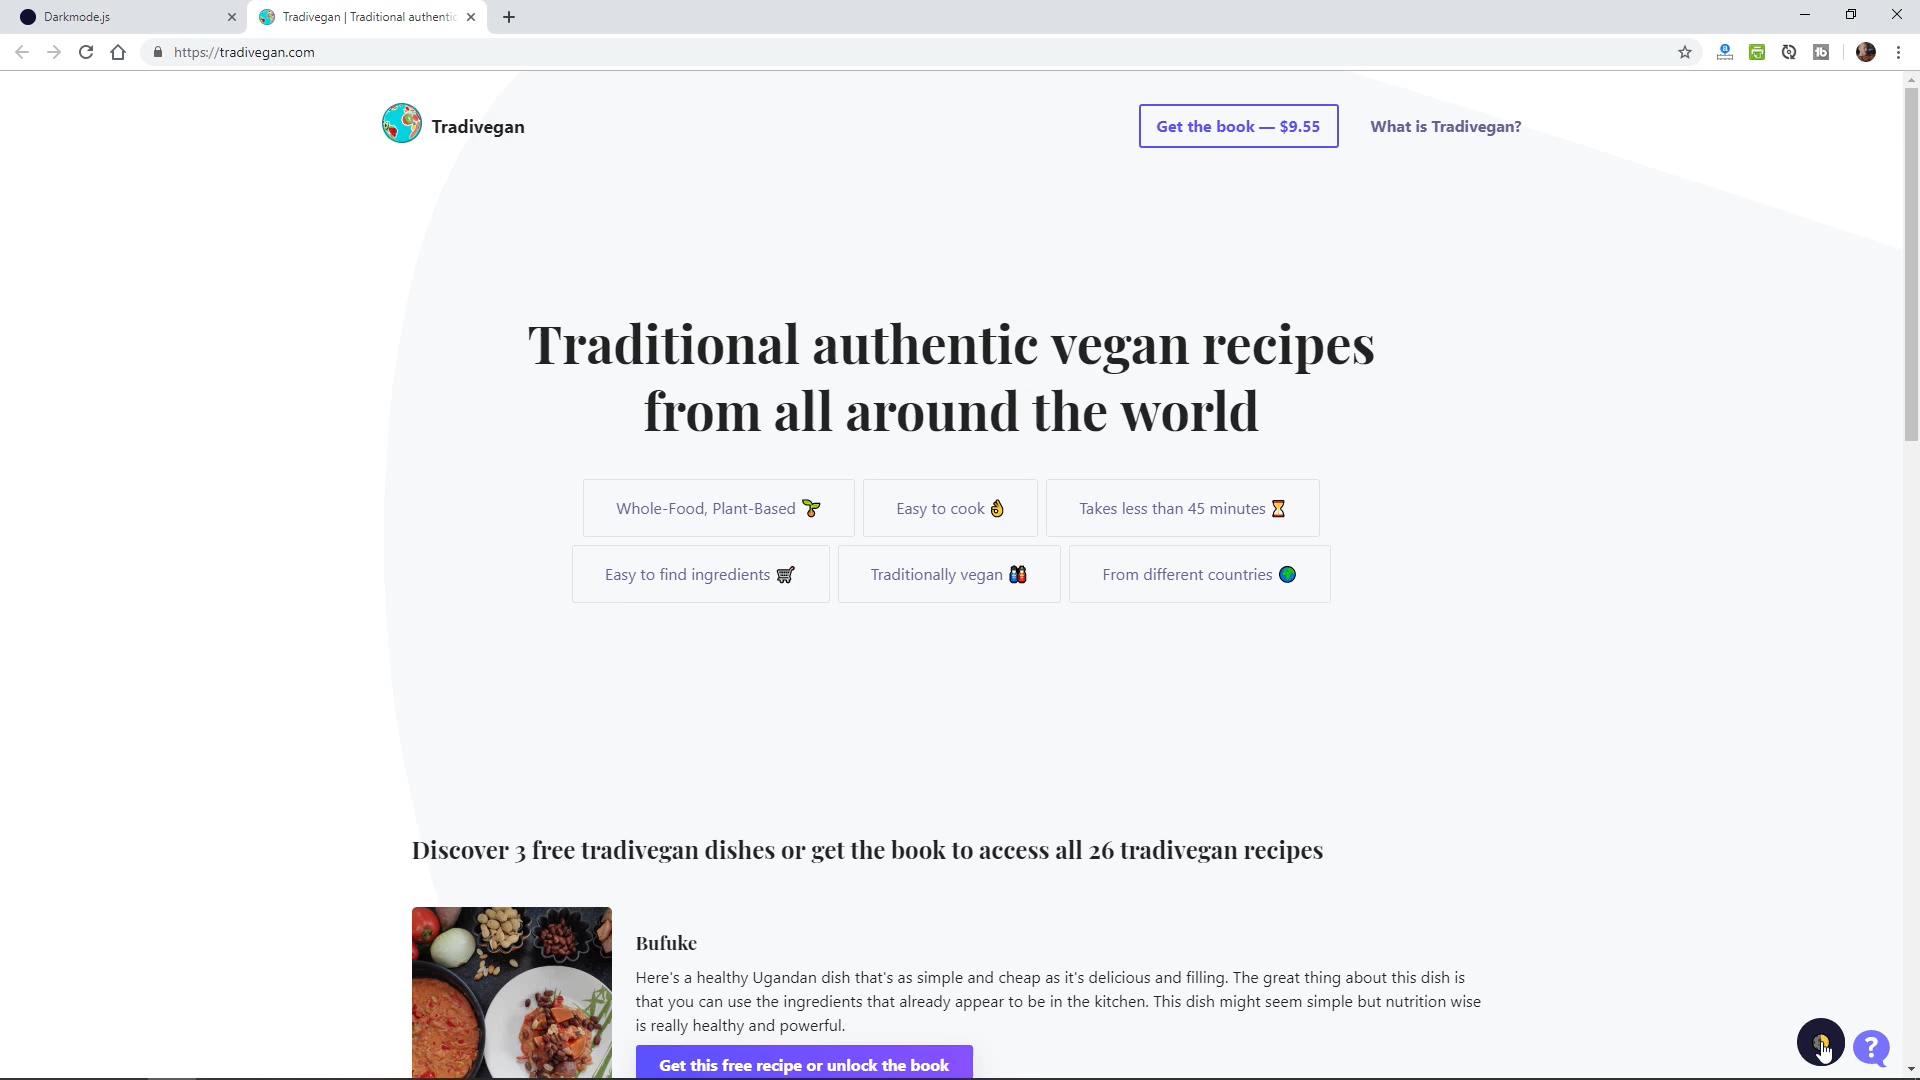 Darkmode.js
Tradivegan | Traditional authentic
https://tradivegan.com
Tradivegan
Get the book — $9.55
What is Tradivegan?
Traditional authentic vegan recipes
from all around the world
Whole-Food, Plant-Based 🌱
Easy to cook 👌
Takes less than 45 minutes ⌛
Easy to find ingredients 🛒
Traditionally vegan 👭
From different countries 🌍
Discover 3 free tradivegan dishes or get the book to access all 26 tradivegan recipes
Bufuke
Here's a healthy Ugandan dish that's as simple and cheap as it's delicious and filling. The great thing about this dish is
that you can use the ingredients that already appear to be in the kitchen. This dish might seem simple but nutrition wise
is really healthy and powerful.
Get this free recipe or unlock the book
?